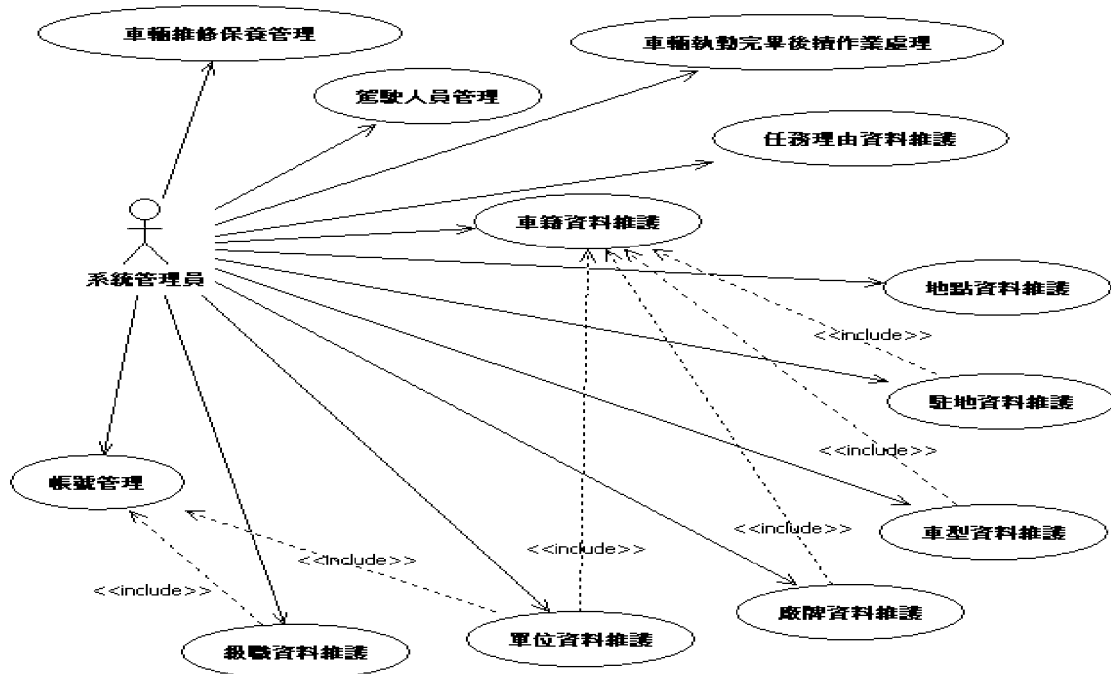 車輛維修保養管理
車輛執勤完畢後續作業處理
駕駛人員管理
任務理由資料維護
車籍資料維護
系統管理員
地點資料維護
<<include>>
駐地資料維護
<<include>>
帳號管理
車型資料維護
<<include>>
<<include>>
<<include>>
<<include>>
廠牌資料維護
單位資料維護
級職資料維護